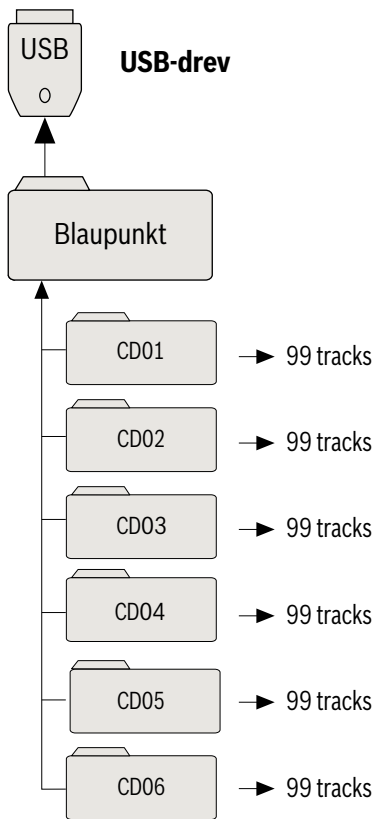 USB
USB-drev
Blaupunkt
CD01
99 tracks
CD02
99 tracks
CD03
99 tracks
CD04
99 tracks
CD05
99 tracks
CD06
99 tracks